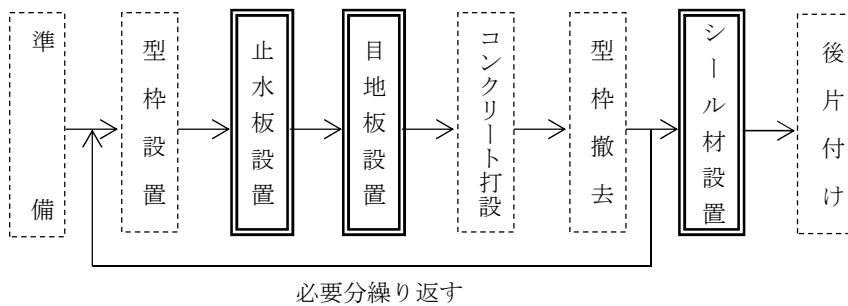 準備
型枠設置
止水板設置
目地板設置
コンクリート打設
型枠撤去
シール材設置
後片付け
必要分繰り返す